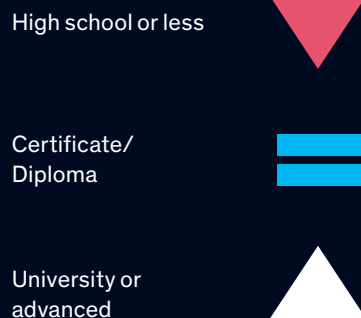 High school or less
Certificate/
Diploma
University or
advanced